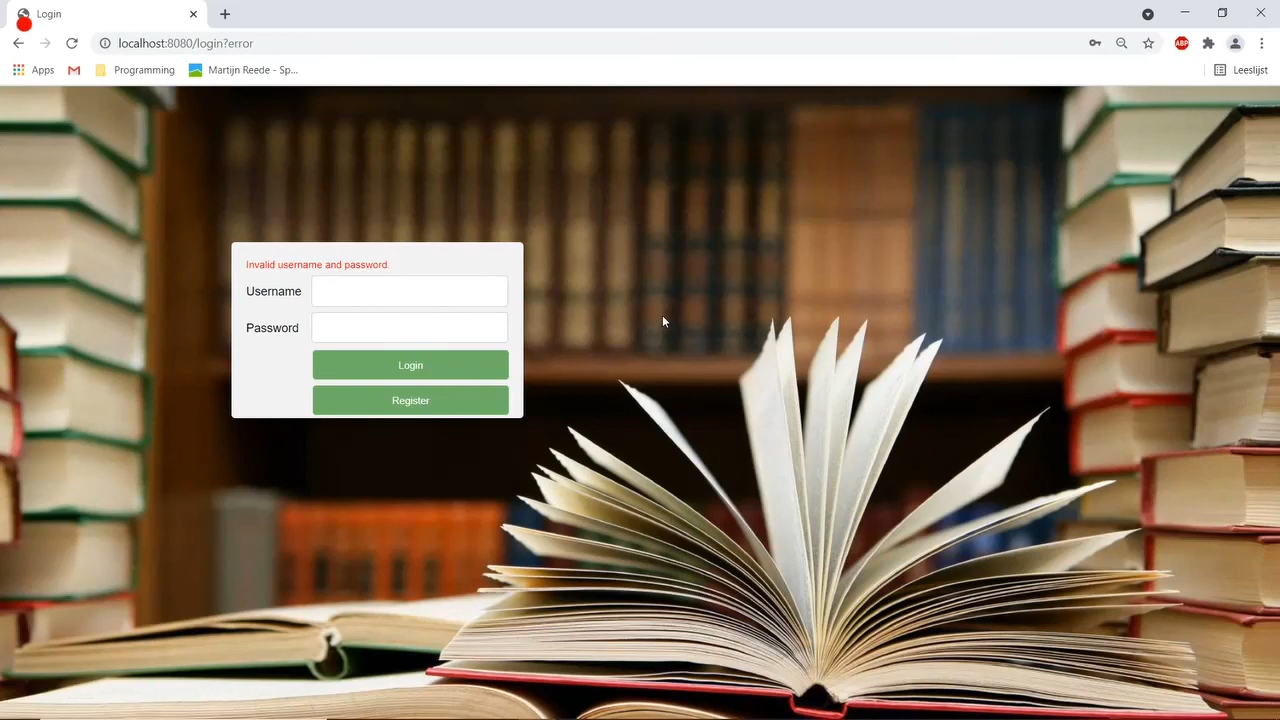 Login
localhost:8080/login?error
ABP
Apps
Programming
Martijn Reede - Sp...
Leeslijst
Invalid username and password.
Username
Password
Login
Register